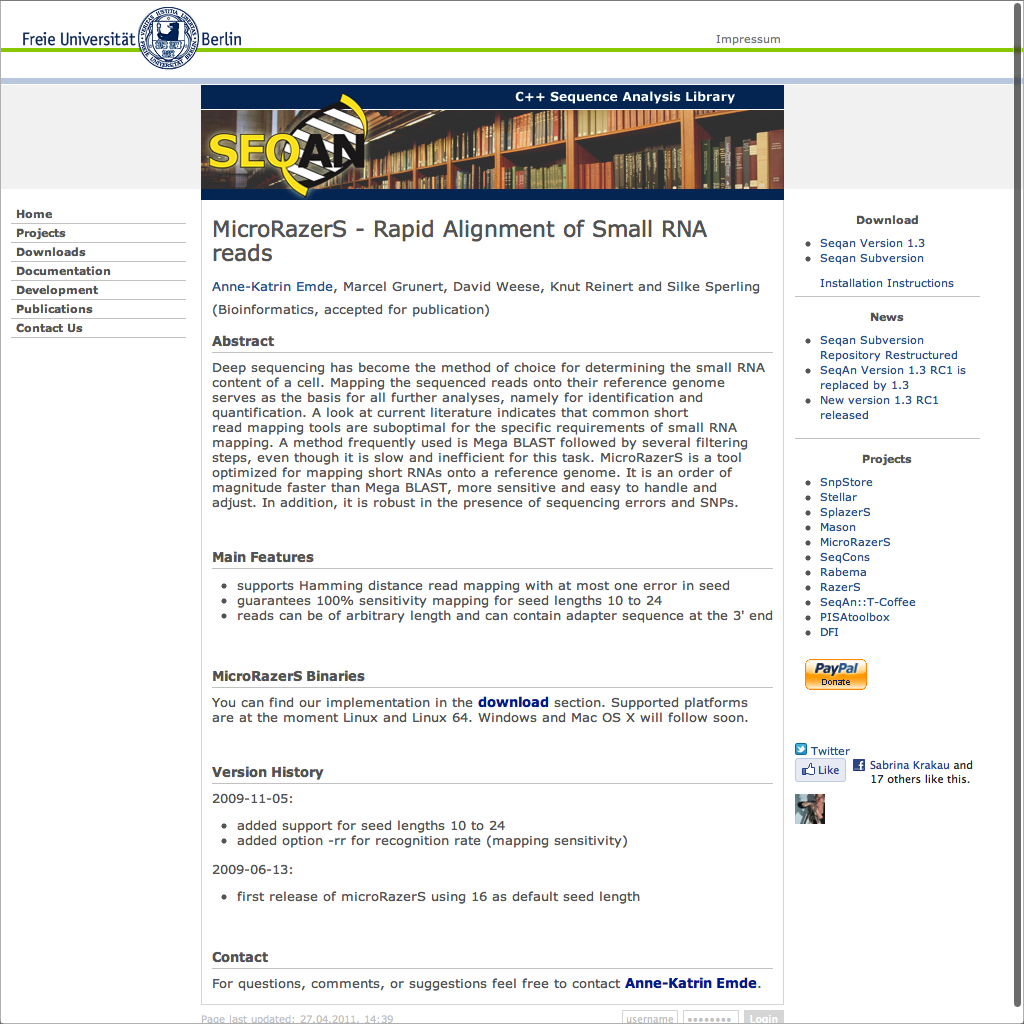 Freie Universität Berlin
Impressum
C++ Sequence Analysis Library
SEQAN
Home
Projects
Downloads
Documentation
Development
Publications
Contact Us
MicroRazerS - Rapid Alignment of Small RNA
reads
Anne-Katrin Emde, Marcel Grunert, David Weese, Knut Reinert and Silke Sperling
(Bioinformatics, accepted for publication)
Abstract
Deep sequencing has become the method of choice for determining the small RNA
content of a cell. Mapping the sequenced reads onto their reference genome
serves as the basis for all further analyses, namely for identification and
quantification. A look at current literature indicates that common short
read mapping tools are suboptimal for the specific requirements of small RNA
mapping. A method frequently used is Mega BLAST followed by several filtering
steps, even though it is slow and inefficient for this task. MicroRazerS is a tool
optimized for mapping short RNAs onto a reference genome. It is an order of
magnitude faster than Mega BLAST, more sensitive and easy to handle and
adjust. In addition, it is robust in the presence of sequencing errors and SNPs.
Main Features
• supports Hamming distance read mapping with at most one error in seed
• guarantees 100% sensitivity mapping for seed lengths 10 to 24
• reads can be of arbitrary length and can contain adapter sequence at the 3' end
MicroRazerS Binaries
You can find our implementation in the download section. Supported platforms
are at the moment Linux and Linux 64. Windows and Mac OS X will follow soon.
Version History
2009-11-05:
• added support for seed lengths 10 to 24
• added option -rr for recognition rate (mapping sensitivity)
2009-06-13:
• first release of microRazerS using 16 as default seed length
Contact
For questions, comments, or suggestions feel free to contact Anne-Katrin Emde.
Download
• Seqan Version 1.3
• Seqan Subversion
Installation Instructions
News
• Seqan Subversion
Repository Restructured
• SeqAn Version 1.3 RC1 is
replaced by 1.3
• New version 1.3 RC1
released
Projects
• SnpStore
• Stellar
• SplazerS
• Mason
• MicroRazerS
• SeqCons
• Rabema
• RazerS
• SeqAn::T-Coffee
• PISAtoolbox
• DFI
PayPal
Donate
Twitter
Like
Sabrina Krakau and
17 others like this.
Page last updated: 27.04.2011, 14:39
username
••••••••
Login